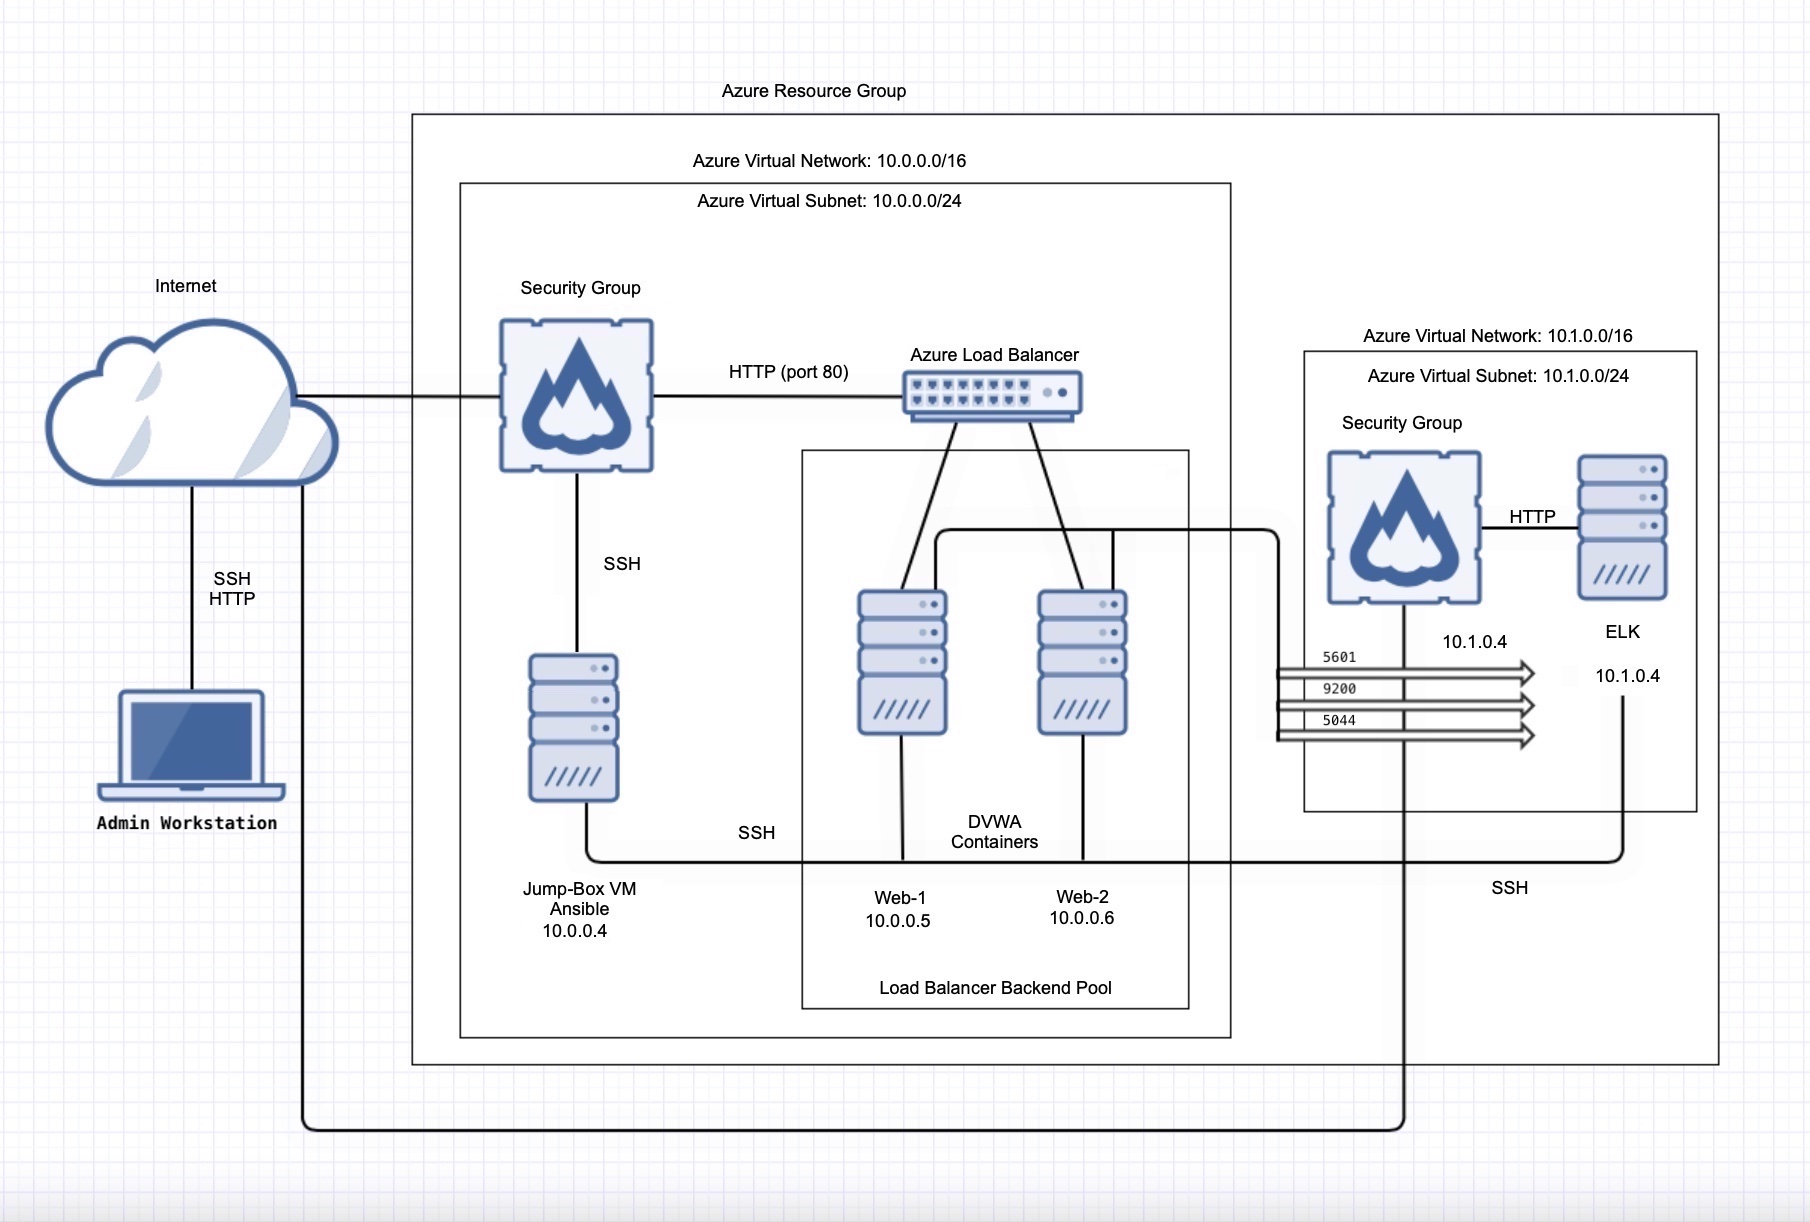 Azure Resource Group
Azure Virtual Network: 10.0.0.0/16
Azure Virtual Subnet: 10.0.0.0/24
Internet
Security Group
HTTP (port 80)
Azure Load Balancer
Azure Virtual Network: 10.1.0.0/16
Azure Virtual Subnet: 10.1.0.0/24
Security Group
HTTP
SSH
HTTP
SSH
10.1.0.4
ELK
10.1.0.4
5601
9200
5044
Admin Workstation
SSH
DVWA
Containers
SSH
Jump-Box VM
Ansible
10.0.0.4
Web-1
10.0.0.5
Web-2
10.0.0.6
Load Balancer Backend Pool